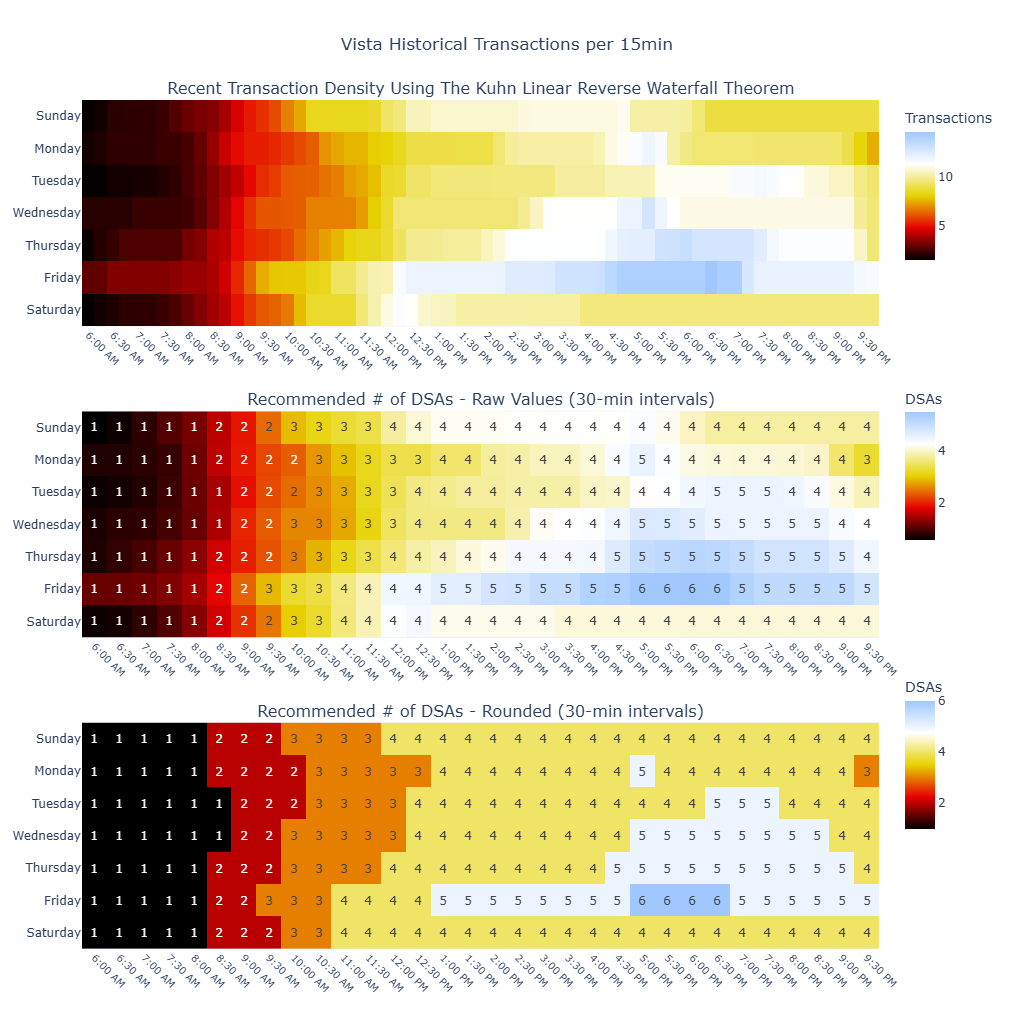 Vista Historical Transactions per 15min
Recent Transaction Density Using The Kuhn Linear Reverse Waterfall Theorem
Sunday
Monday
Tuesday
Wednesday
Thursday
Friday
Saturday
6:00 AM 6:30 AM 7:00 AM 7:30 AM 8:00 AM 8:30 AM 9:00 AM 9:30 AM 10:00 AM 10:30 AM 11:00 AM 11:30 AM 12:00 PM 12:30 PM 1:00 PM 1:30 PM 2:00 PM 2:30 PM 3:00 PM 3:30 PM 4:00 PM 4:30 PM 5:00 PM 5:30 PM 6:00 PM 6:30 PM 7:00 PM 7:30 PM 8:00 PM 8:30 PM 9:00 PM 9:30 PM
Transactions
10
5
Recommended # of DSAs - Raw Values (30-min intervals)
Sunday 1 1 1 1 1 2 2 2 3 3 3 3 4 4 4 4 4 4 4 4 4 4 4 4 4 4 4 4 4 4 4 4
Monday 1 1 1 1 1 2 2 2 2 3 3 3 3 3 4 4 4 4 4 4 4 4 5 4 4 4 4 4 4 4 4 3
Tuesday 1 1 1 1 1 1 2 2 2 3 3 3 3 4 4 4 4 4 4 4 4 4 4 4 4 5 5 5 4 4 4 4
Wednesday 1 1 1 1 1 1 2 2 3 3 3 3 3 4 4 4 4 4 4 4 4 4 5 5 5 5 5 5 5 5 4 4
Thursday 1 1 1 1 1 2 2 2 3 3 3 3 4 4 4 4 4 4 4 4 4 5 5 5 5 5 5 5 5 5 5 4
Friday 1 1 1 1 1 2 2 3 3 3 4 4 4 4 5 5 5 5 5 5 5 5 6 6 6 6 5 5 5 5 5 5
Saturday 1 1 1 1 1 2 2 2 3 3 4 4 4 4 4 4 4 4 4 4 4 4 4 4 4 4 4 4 4 4 4 4
6:00 AM 6:30 AM 7:00 AM 7:30 AM 8:00 AM 8:30 AM 9:00 AM 9:30 AM 10:00 AM 10:30 AM 11:00 AM 11:30 AM 12:00 PM 12:30 PM 1:00 PM 1:30 PM 2:00 PM 2:30 PM 3:00 PM 3:30 PM 4:00 PM 4:30 PM 5:00 PM 5:30 PM 6:00 PM 6:30 PM 7:00 PM 7:30 PM 8:00 PM 8:30 PM 9:00 PM 9:30 PM
DSAs
4
2
Recommended # of DSAs - Rounded (30-min intervals)
Sunday 1 1 1 1 1 2 2 2 3 3 3 3 4 4 4 4 4 4 4 4 4 4 4 4 4 4 4 4 4 4 4 4
Monday 1 1 1 1 1 2 2 2 2 3 3 3 3 3 4 4 4 4 4 4 4 4 5 4 4 4 4 4 4 4 4 3
Tuesday 1 1 1 1 1 1 2 2 2 3 3 3 3 4 4 4 4 4 4 4 4 4 4 4 4 5 5 5 4 4 4 4
Wednesday 1 1 1 1 1 1 2 2 3 3 3 3 3 4 4 4 4 4 4 4 4 4 5 5 5 5 5 5 5 5 4 4
Thursday 1 1 1 1 1 2 2 2 3 3 3 3 4 4 4 4 4 4 4 4 4 5 5 5 5 5 5 5 5 5 5 4
Friday 1 1 1 1 1 2 2 3 3 3 4 4 4 4 5 5 5 5 5 5 5 5 6 6 6 6 5 5 5 5 5 5
Saturday 1 1 1 1 1 2 2 2 3 3 4 4 4 4 4 4 4 4 4 4 4 4 4 4 4 4 4 4 4 4 4 4
6:00 AM 6:30 AM 7:00 AM 7:30 AM 8:00 AM 8:30 AM 9:00 AM 9:30 AM 10:00 AM 10:30 AM 11:00 AM 11:30 AM 12:00 PM 12:30 PM 1:00 PM 1:30 PM 2:00 PM 2:30 PM 3:00 PM 3:30 PM 4:00 PM 4:30 PM 5:00 PM 5:30 PM 6:00 PM 6:30 PM 7:00 PM 7:30 PM 8:00 PM 8:30 PM 9:00 PM 9:30 PM
DSAs
6
4
2